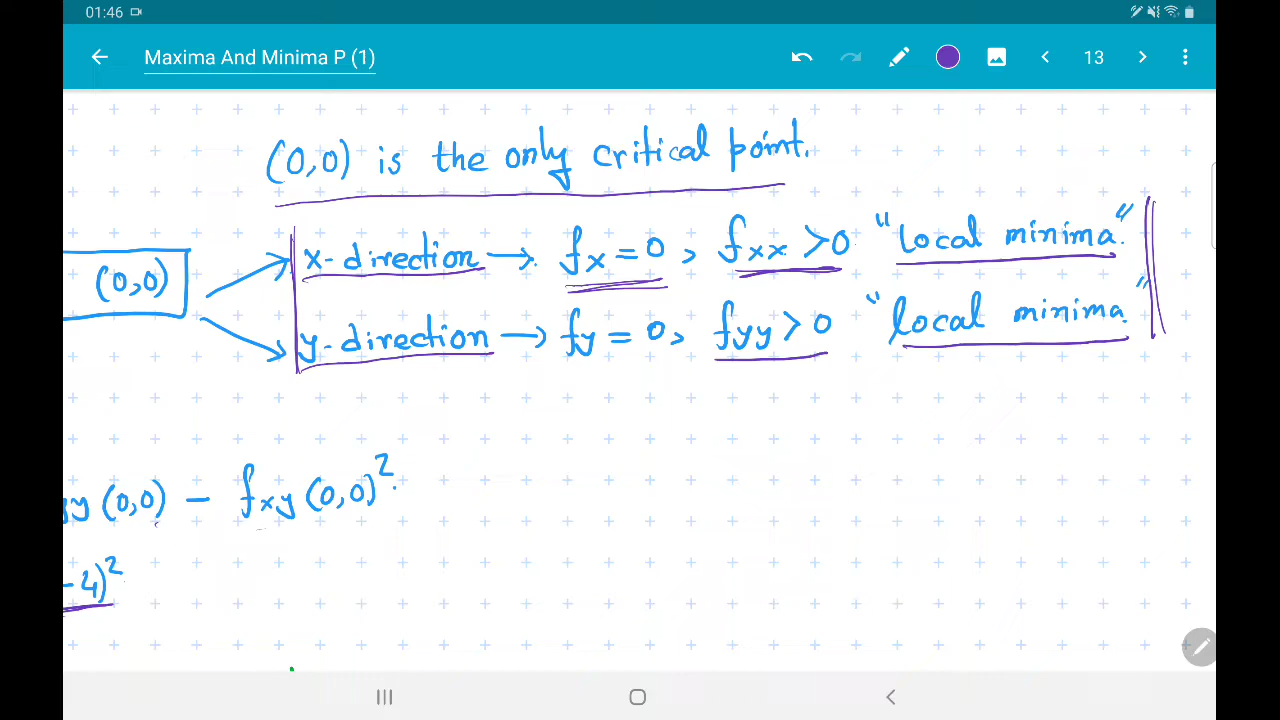 01:46
Maxima And Minima P (1)
13
(0,0) is the only critical point.
(0,0)
x-direction → fx = 0, fxx > 0 "local minima."
y-direction → fy = 0, fyy > 0 "local minima."
y (0,0) - fxy (0,0)².
-4)²